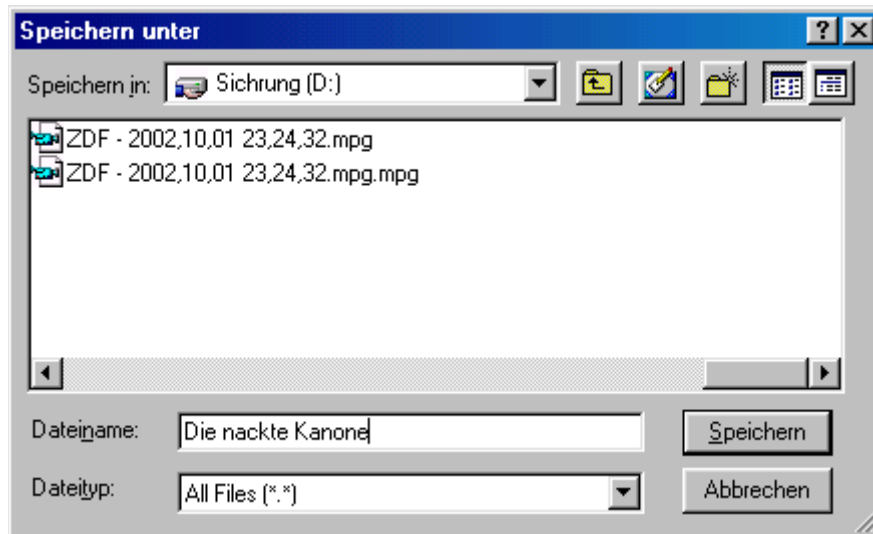 Speichern unter
Speichern in: Sichrung (D:)
ZDF - 2002,10,01 23,24,32.mpg
ZDF - 2002,10,01 23,24,32.mpg.mpg
Dateiname: Die nackte Kanone Speichern
Dateityp: All Files (*.*) Abbrechen